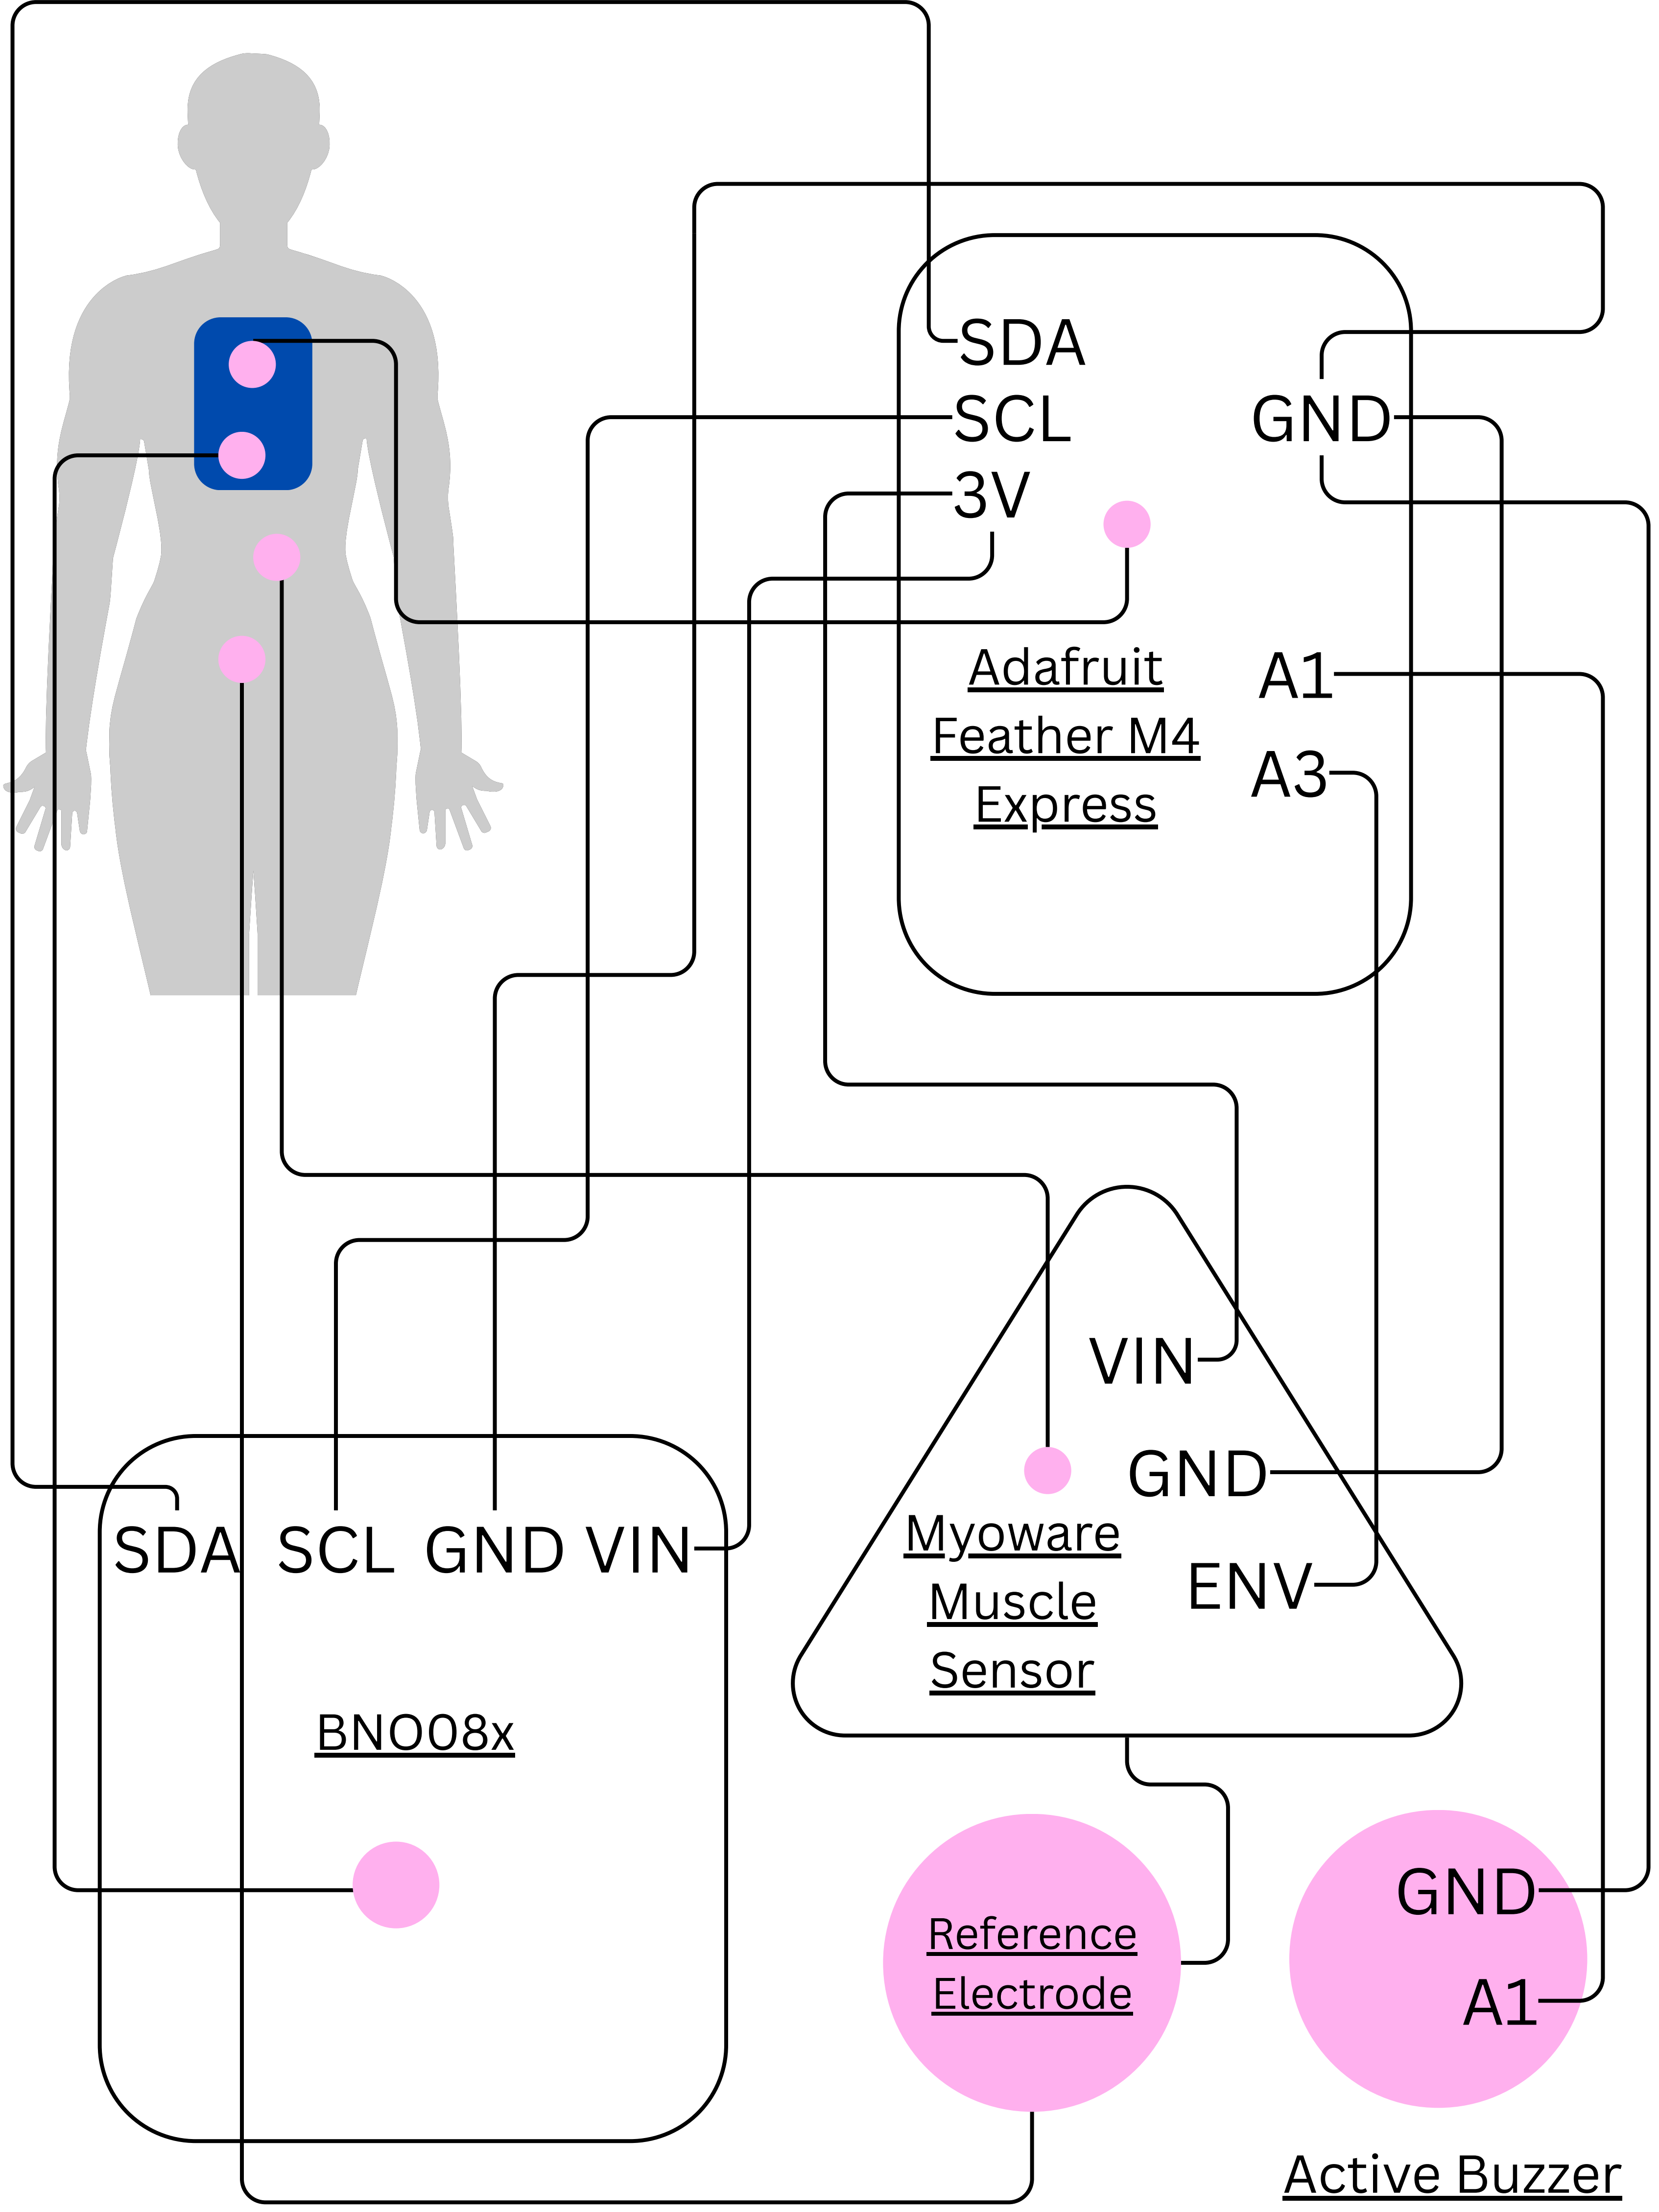 SDA
SCL
GND
3V
Adafruit
Feather M4
Express
A1
A3
VIN
GND
Myoware
Muscle
Sensor
ENV
SDA SCL GND VIN
BNO08x
Reference
Electrode
GND
A1
Active Buzzer